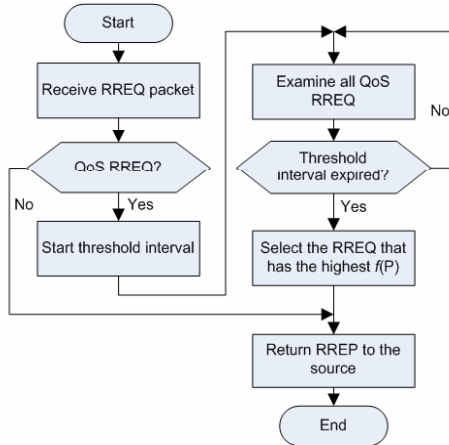 Start
Receive RREQ packet
QoS RREQ?
No
Yes
Start threshold interval
Examine all QoS
RREQ
No
Threshold
interval expired?
Yes
Select the RREQ that
has the highest f(P)
Return RREP to the
source
End